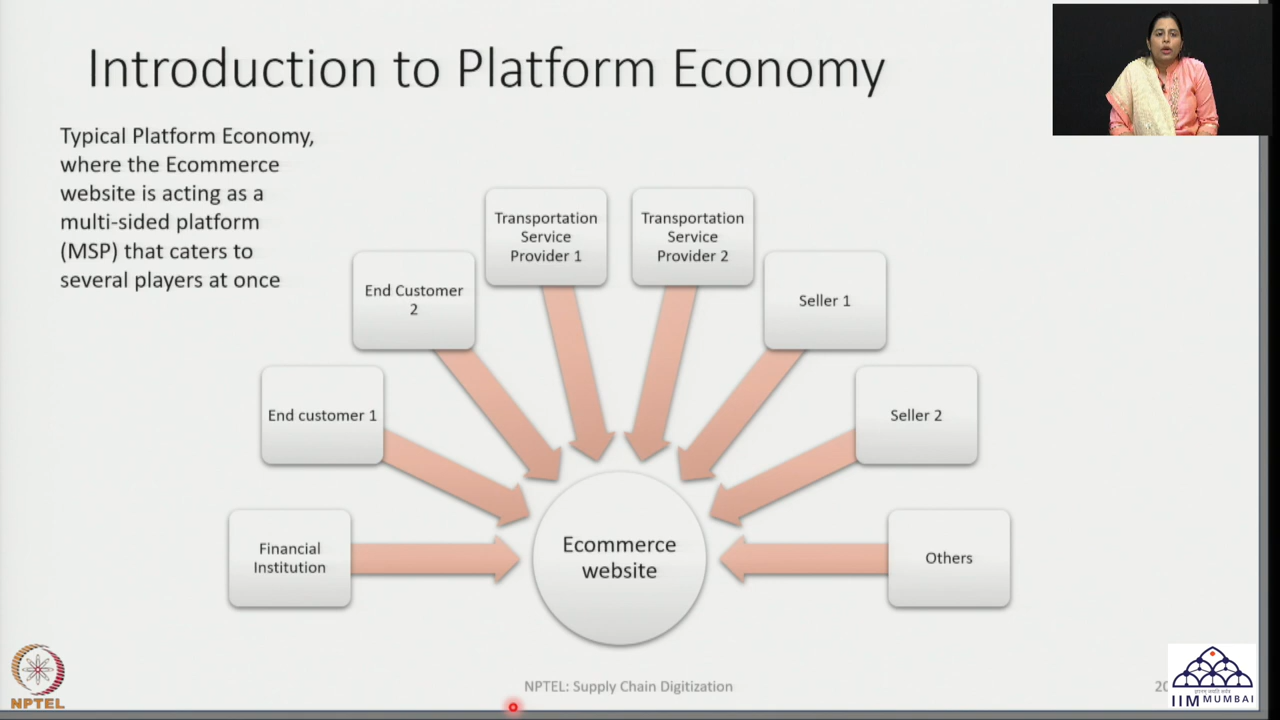 Introduction to Platform Economy
Typical Platform Economy,
where the Ecommerce
website is acting as a
multi-sided platform
(MSP) that caters to
several players at once
Transportation
Service
Provider 1
Transportation
Service
Provider 2
End Customer
2
Seller 1
End customer 1
Seller 2
Financial
Institution
Ecommerce
website
Others
NPTEL
NPTEL: Supply Chain Digitization
IIM MUMBAI